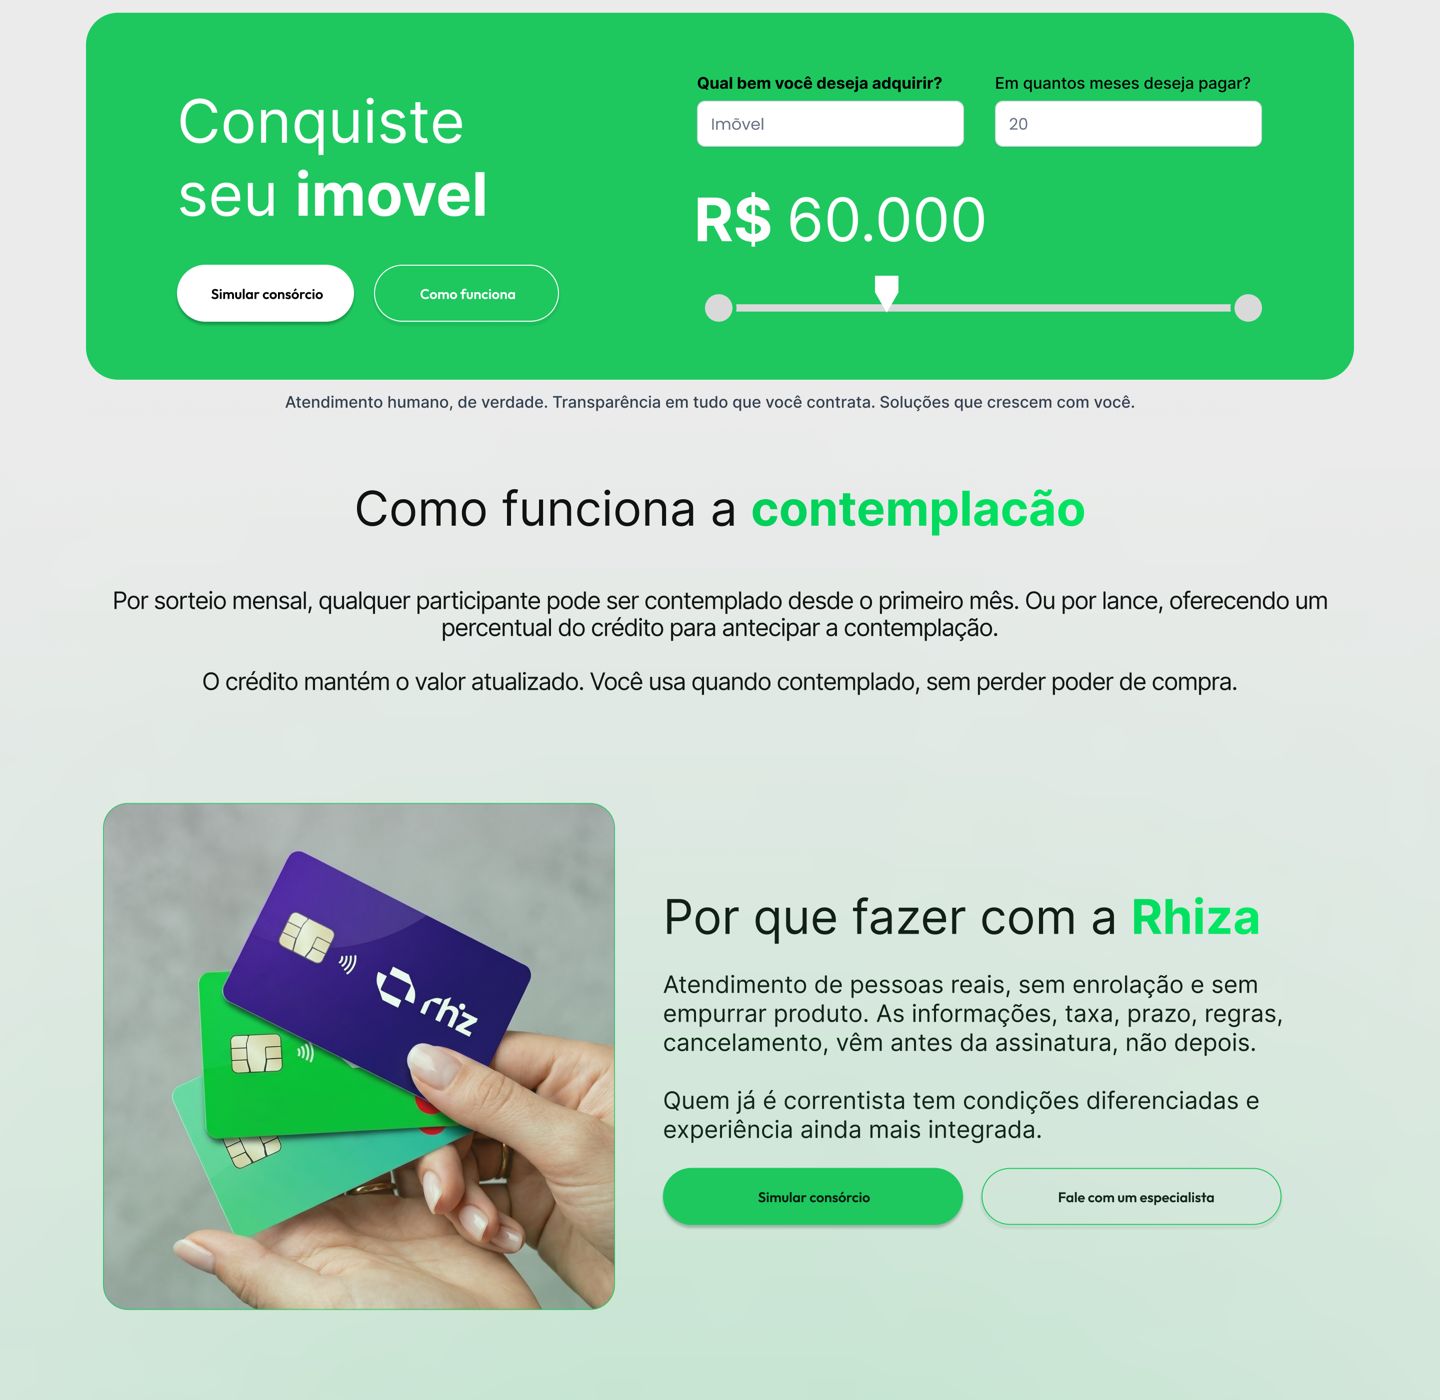 Conquiste
seu imovel
Simular consórcio
Como funciona
Qual bem você deseja adquirir?
Em quantos meses deseja pagar?
Imõvel
20
R$ 60.000
Atendimento humano, de verdade. Transparência em tudo que você contrata. Soluções que crescem com você.
Como funciona a contemplacão
Por sorteio mensal, qualquer participante pode ser contemplado desde o primeiro mês. Ou por lance, oferecendo um
percentual do crédito para antecipar a contemplação.
O crédito mantém o valor atualizado. Você usa quando contemplado, sem perder poder de compra.
rhiz
Por que fazer com a Rhiza
Atendimento de pessoas reais, sem enrolação e sem
empurrar produto. As informações, taxa, prazo, regras,
cancelamento, vêm antes da assinatura, não depois.
Quem já é correntista tem condições diferenciadas e
experiência ainda mais integrada.
Simular consórcio
Fale com um especialista